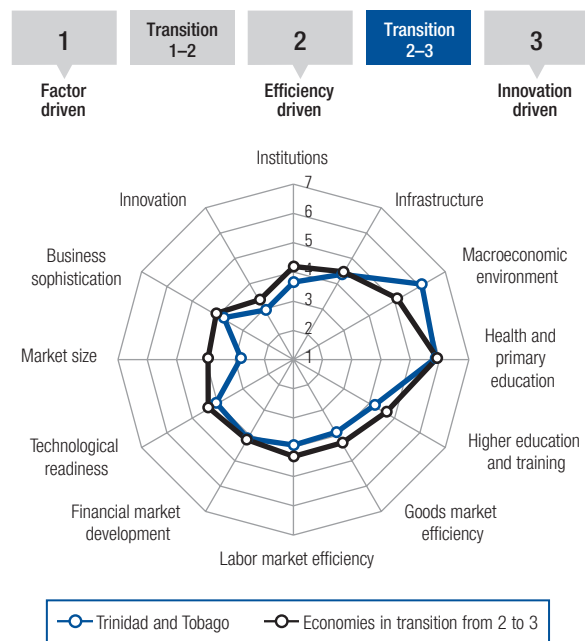 1
Transition
1–2
2
Transition
2–3
3
Factor
driven
Efficiency
driven
Innovation
driven
Institutions
7
Innovation
Infrastructure
6
5
Business
sophistication
Macroeconomic
environment
4
3
2
Market size
1
Health and
primary
education
Technological
readiness
Higher education
and training
Financial market
development
Goods market
efficiency
Labor market efficiency
Trinidad and Tobago
Economies in transition from 2 to 3